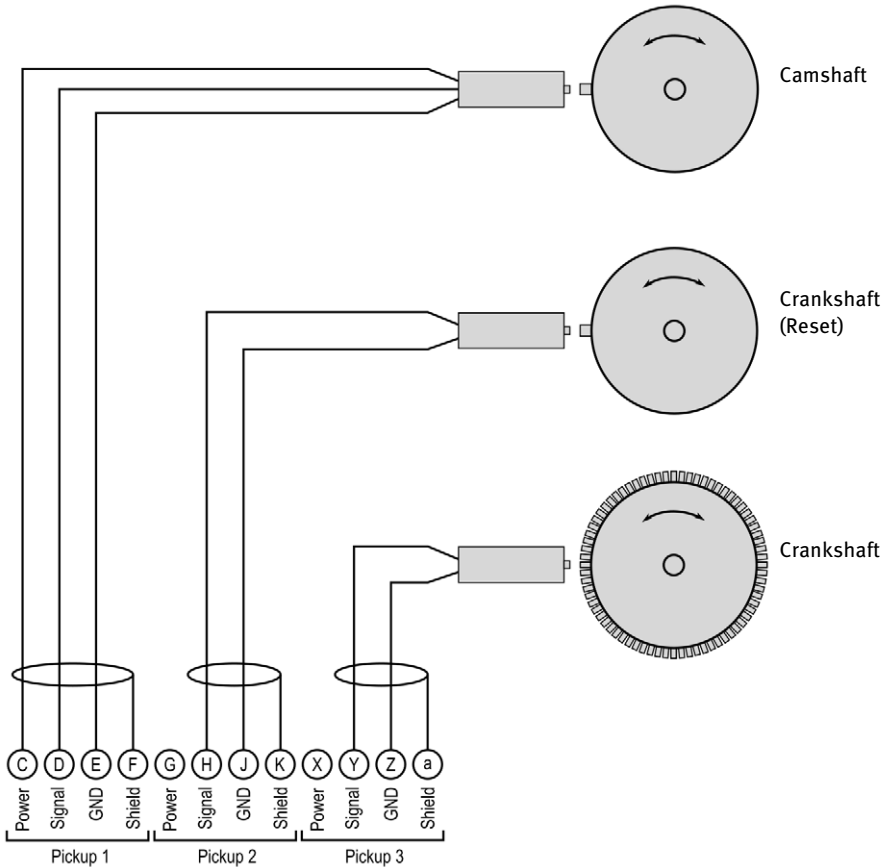 Camshaft
Crankshaft
(Reset)
Crankshaft
C D E F G H J K X Y Z a
Power Signal GND Shield Power Signal GND Shield Power Signal GND Shield
Pickup 1 Pickup 2 Pickup 3